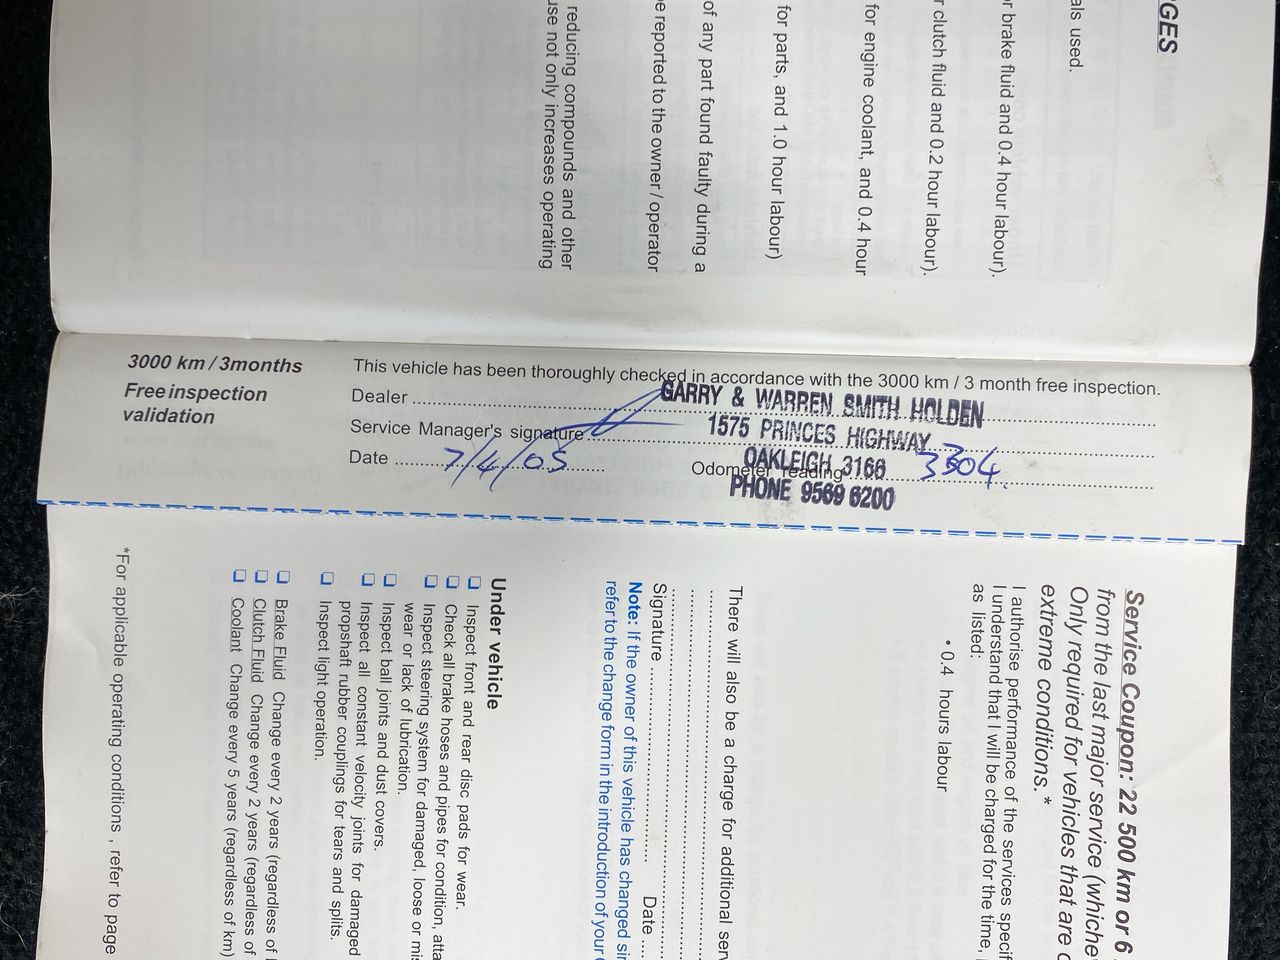 GES
als used.
r brake fluid and 0.4 hour labour).
r clutch fluid and 0.2 hour labour).
for engine coolant, and 0.4 hour
for parts, and 1.0 hour labour)
of any part found faulty during a
e reported to the owner / operator
reducing compounds and other
use not only increases operating
3000 km / 3months
Free inspection
validation
This vehicle has been thoroughly checked in accordance with the 3000 km / 3 month free inspection.
Dealer
GARRY & WARREN SMITH HOLDEN
Service Manager's signature
1575 PRINCES HIGHWAY
OAKLEIGH 3166
Date 7/4/05 Odometer reading 3304
PHONE 9569 6200
Service Coupon: 22 500 km or 6
from the last major service (whiche
Only required for vehicles that are o
extreme conditions.*
I authorise performance of the services specif
I understand that I will be charged for the time,
as listed:
• 0.4 hours labour
There will also be a charge for additional serv
Signature Date
Note: If the owner of this vehicle has changed sin
refer to the change form in the introduction of your
Under vehicle
❑ Inspect front and rear disc pads for wear.
❑ Check all brake hoses and pipes for condition, atta
❑ Inspect steering system for damaged, loose or mis
wear or lack of lubrication.
❑ Inspect ball joints and dust covers.
❑ Inspect all constant velocity joints for damaged
propshaft rubber couplings for tears and splits.
❑ Inspect light operation.
❑ Brake Fluid Change every 2 years (regardless of
❑ Clutch Fluid Change every 2 years (regardless of
❑ Coolant Change every 5 years (regardless of km)
*For applicable operating conditions , refer to page